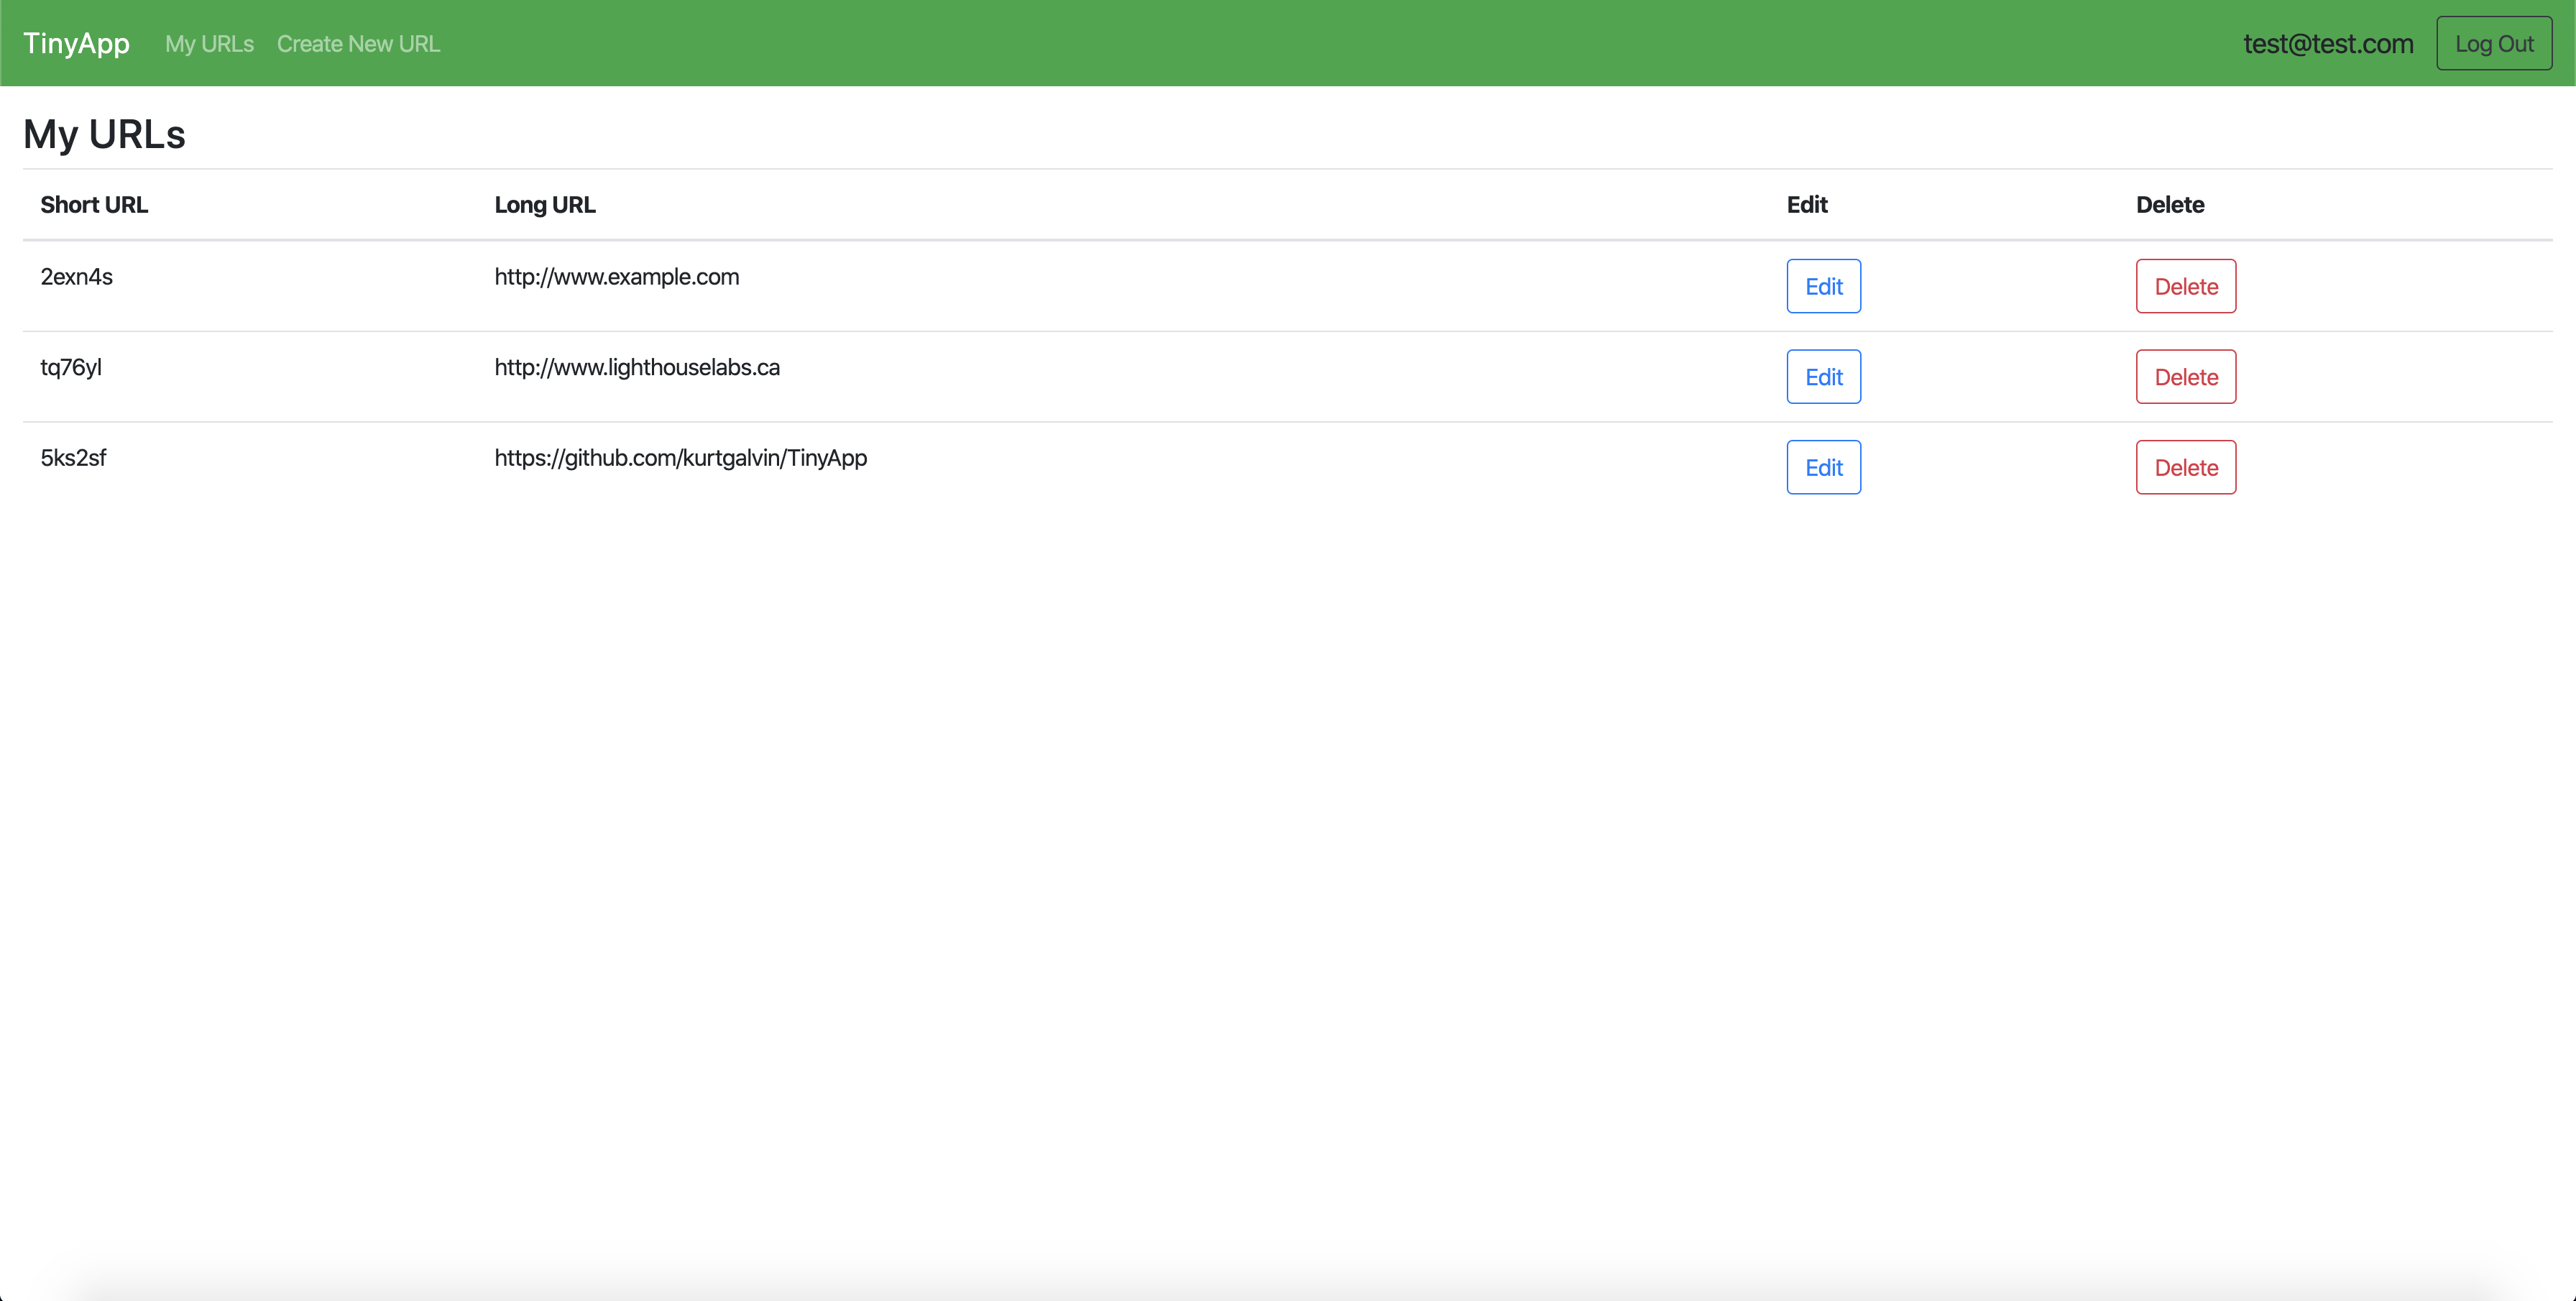 TinyApp My URLs Create New URL test@test.com Log Out
My URLs
Short URL Long URL Edit Delete
2exn4s http://www.example.com Edit Delete
tq76yl http://www.lighthouselabs.ca Edit Delete
5ks2sf https://github.com/kurtgalvin/TinyApp Edit Delete